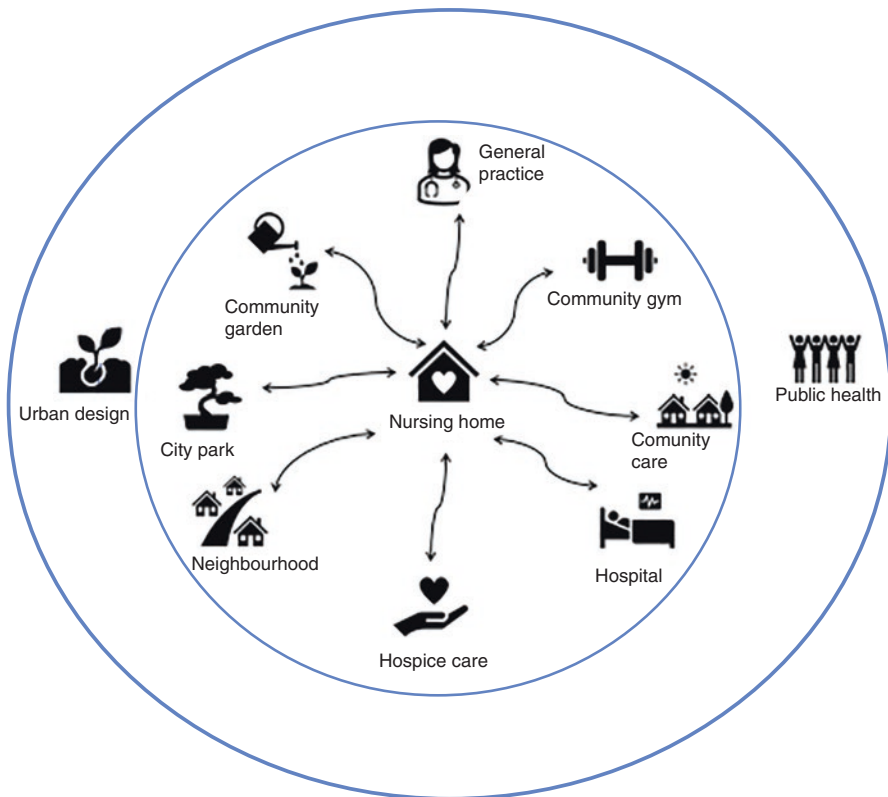 General
practice
Community
garden
Community gym
Urban design
Public health
City park
Nursing home
Comunity
care
Neighbourhood
Hospital
Hospice care